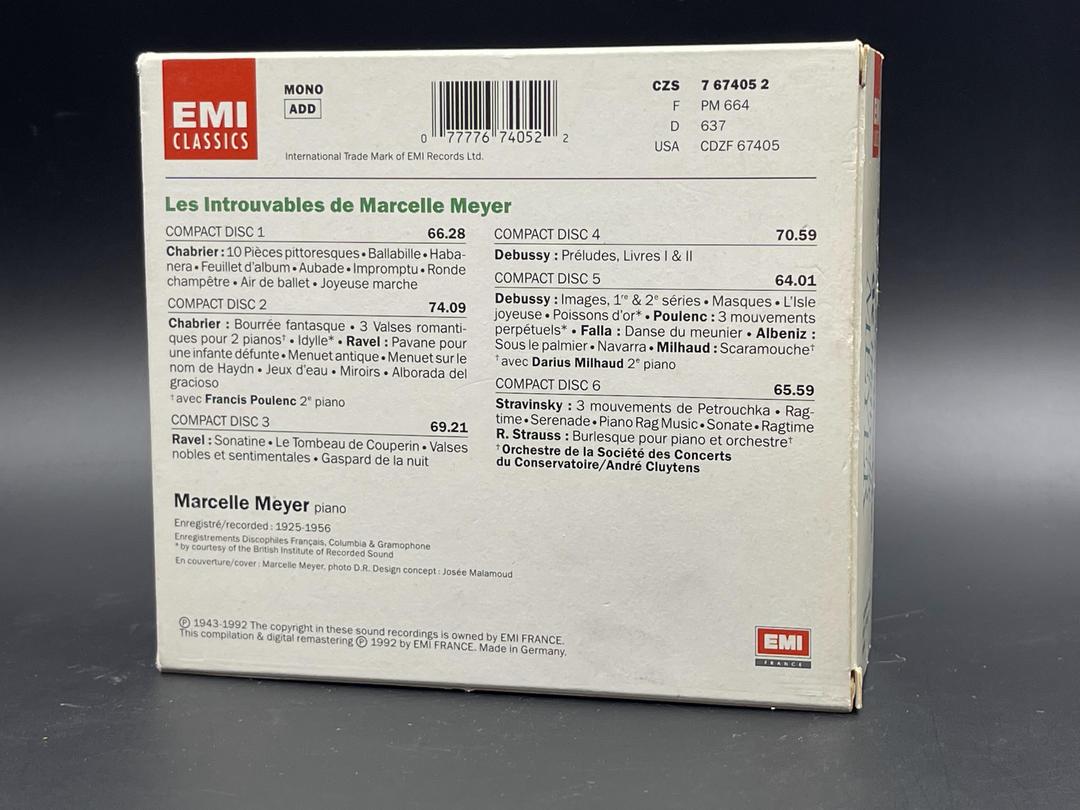 EMI
CLASSICS
MONO
ADD
0 77776 74052 2
International Trade Mark of EMI Records Ltd.
CZS 7 67405 2
F PM 664
D 637
USA CDZF 67405
Les Introuvables de Marcelle Meyer
COMPACT DISC 1 66.28
Chabrier : 10 Pièces pittoresques • Ballabille • Haba-
nera • Feuillet d'album • Aubade • Impromptu • Ronde
champêtre • Air de ballet • Joyeuse marche
COMPACT DISC 2 74.09
Chabrier : Bourrée fantasque • 3 Valses romanti-
ques pour 2 pianos† • Idylle* • Ravel : Pavane pour
une infante défunte • Menuet antique • Menuet sur le
nom de Haydn • Jeux d'eau • Miroirs • Alborada del
gracioso
† avec Francis Poulenc 2e piano
COMPACT DISC 3 69.21
Ravel : Sonatine • Le Tombeau de Couperin • Valses
nobles et sentimentales • Gaspard de la nuit
COMPACT DISC 4 70.59
Debussy : Préludes, Livres I & II
COMPACT DISC 5 64.01
Debussy : Images, 1re & 2e séries • Masques • L'Isle
joyeuse • Poissons d'or* • Poulenc : 3 mouvements
perpétuels* • Falla : Danse du meunier • Albeniz :
Sous le palmier • Navarra • Milhaud : Scaramouche†
† avec Darius Milhaud 2e piano
COMPACT DISC 6 65.59
Stravinsky : 3 mouvements de Petrouchka • Rag-
time • Serenade • Piano Rag Music • Sonate • Ragtime
R. Strauss : Burlesque pour piano et orchestre†
† Orchestre de la Société des Concerts
du Conservatoire/André Cluytens
Marcelle Meyer piano
Enregistré/recorded : 1925-1956
Enregistrements Discophiles Français, Columbia & Gramophone
* by courtesy of the British Institute of Recorded Sound
En couverture/cover : Marcelle Meyer, photo D.R. Design concept : Josée Malamoud
℗ 1943-1992 The copyright in these sound recordings is owned by EMI FRANCE.
This compilation & digital remastering ℗ 1992 by EMI FRANCE. Made in Germany.
EMI
FRANCE